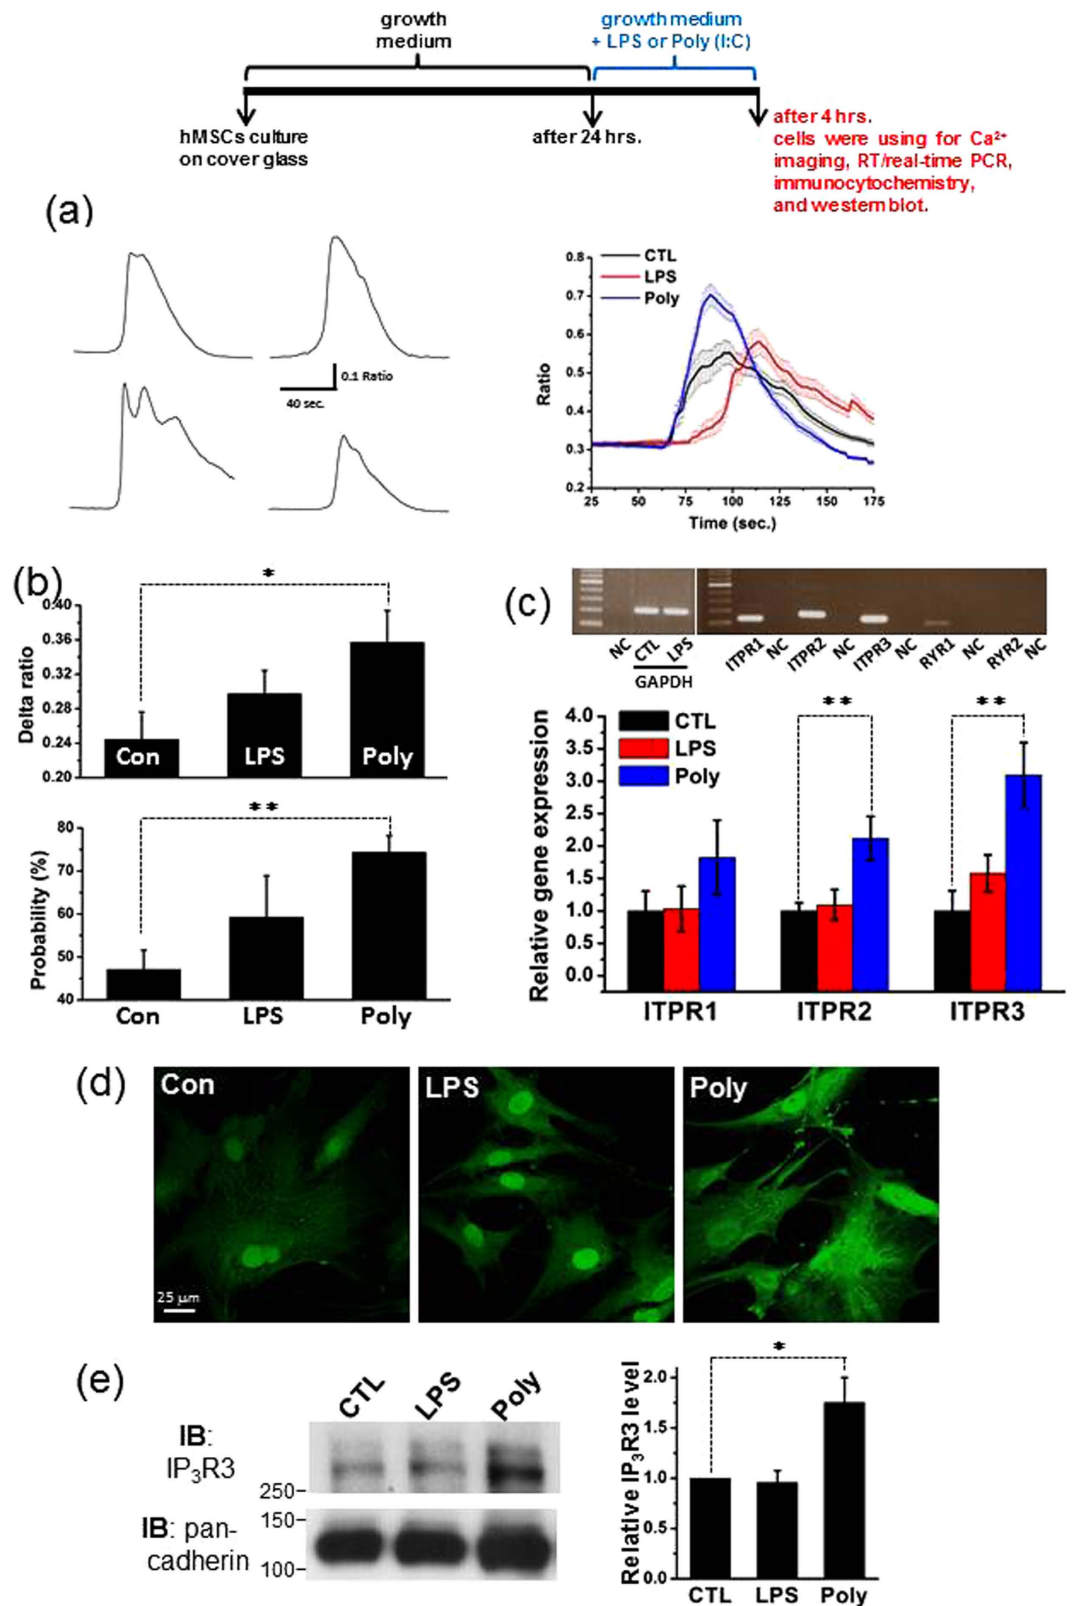 growth
medium
growth medium
+ LPS or Poly (I:C)
hMSCs culture
on cover glass
after 24 hrs.
after 4 hrs.
cells were using for Ca²⁺
imaging, RT/real-time PCR,
immunocytochemistry,
and western blot.
(a)
0.1 Ratio
40 sec.
CTL
LPS
Poly
0.8
0.7
0.6
0.5
0.4
0.3
0.2
Ratio
25 50 75 100 125 150 175
Time (sec.)
(b)
*
0.40
0.36
0.32
0.28
0.24
0.20
Delta ratio
Con LPS Poly
**
80
70
60
50
40
Probability (%)
Con LPS Poly
(c)
NC CTL LPS
GAPDH
ITPR1 NC ITPR2 NC ITPR3 NC RYR1 NC RYR2 NC
CTL
LPS
Poly
** **
4.0
3.5
3.0
2.5
2.0
1.5
1.0
0.5
0.0
Relative gene expression
ITPR1 ITPR2 ITPR3
(d)
Con LPS Poly
25 μm
(e)
CTL LPS Poly
IB:
IP₃R3
250
IB: pan-
cadherin
150
100
*
2.0
1.5
1.0
0.5
0.0
Relative IP₃R3 level
CTL LPS Poly